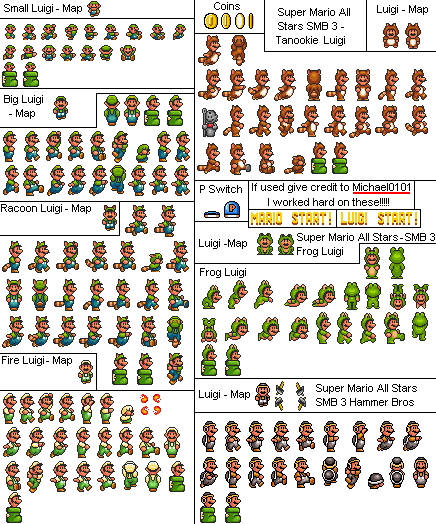 Small Luigi - Map
Big Luigi
- Map
Racoon Luigi - Map
Fire Luigi - Map
Coins
Super Mario All
Stars SMB 3 -
Tanookie Luigi
Luigi - Map
P Switch
P
If used give credit to Michael0101
I worked hard on these!!!!!
MARIO START!
LUIGI START!
Luigi -Map
Super Mario All Stars -SMB 3
Frog Luigi
Frog Luigi
Luigi - Map
Super Mario All Stars
SMB 3 Hammer Bros